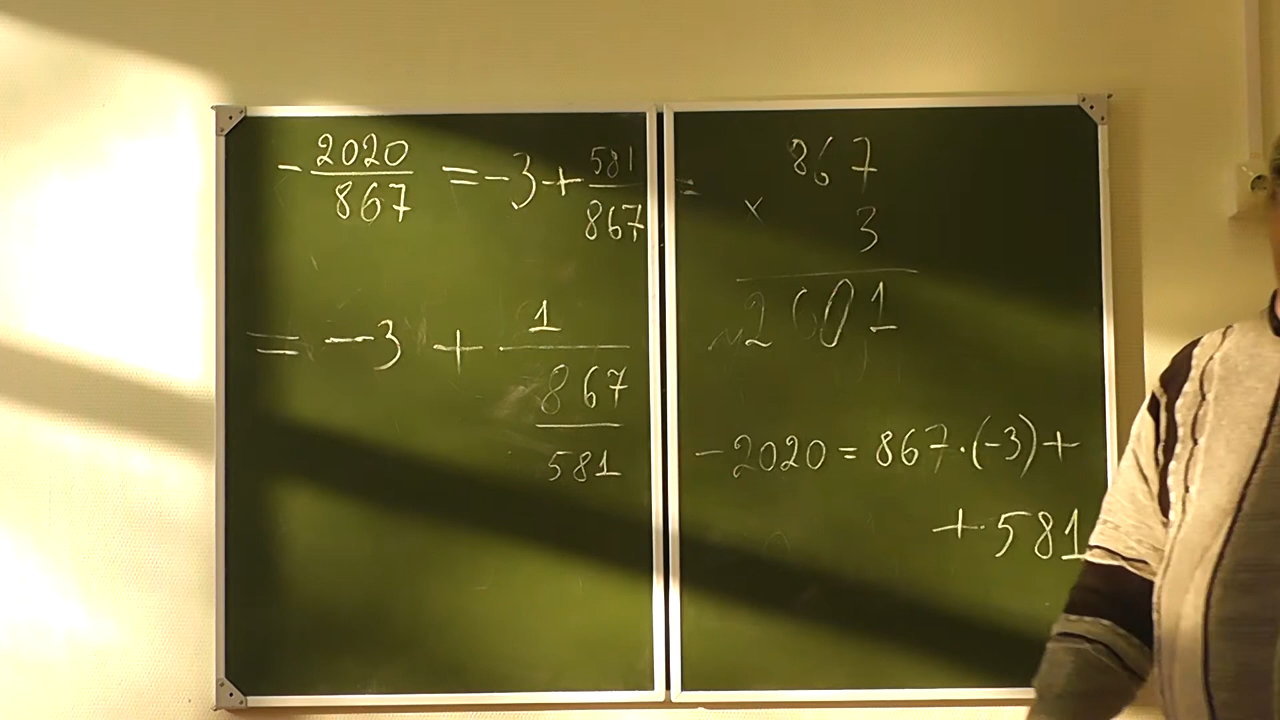 -2020/867 = -3 + 581/867 =
= -3 + 1/(867/581)
867
× 3
2601
-2020 = 867·(-3) +
+ 581